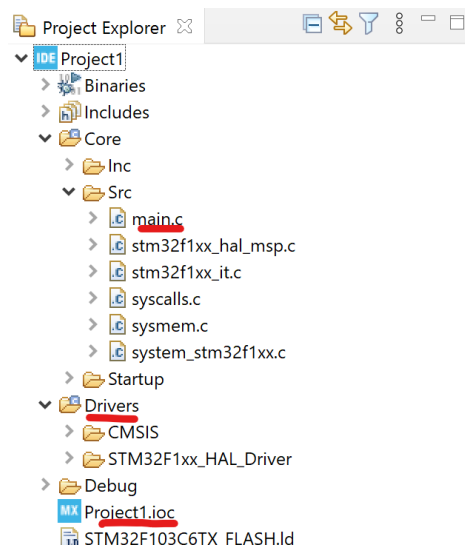 Project Explorer
IDE Project1
Binaries
Includes
Core
Inc
Src
.c main.c
.c stm32f1xx_hal_msp.c
.c stm32f1xx_it.c
.c syscalls.c
.c sysmem.c
.c system_stm32f1xx.c
Startup
Drivers
CMSIS
STM32F1xx_HAL_Driver
Debug
MX Project1.ioc
STM32F103C6TX_FLASH.ld